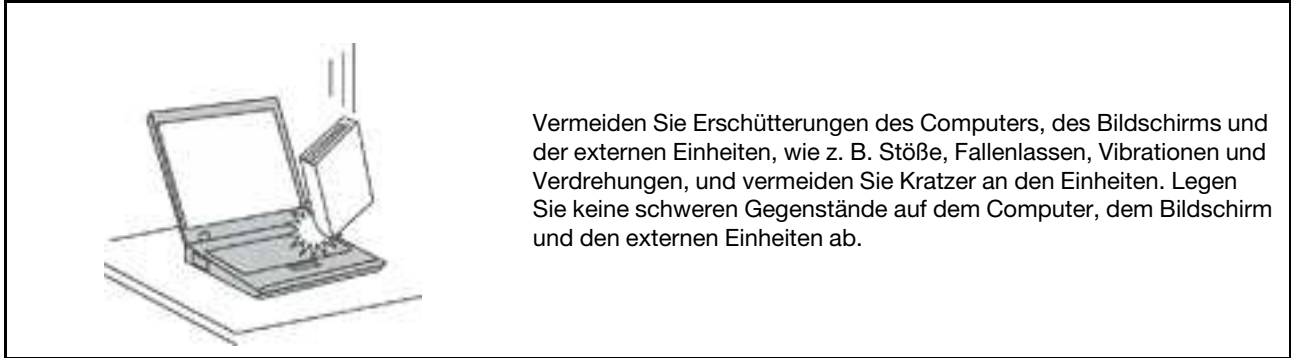 Vermeiden Sie Erschütterungen des Computers, des Bildschirms und
der externen Einheiten, wie z. B. Stöße, Fallenlassen, Vibrationen und
Verdrehungen, und vermeiden Sie Kratzer an den Einheiten. Legen
Sie keine schweren Gegenstände auf dem Computer, dem Bildschirm
und den externen Einheiten ab.